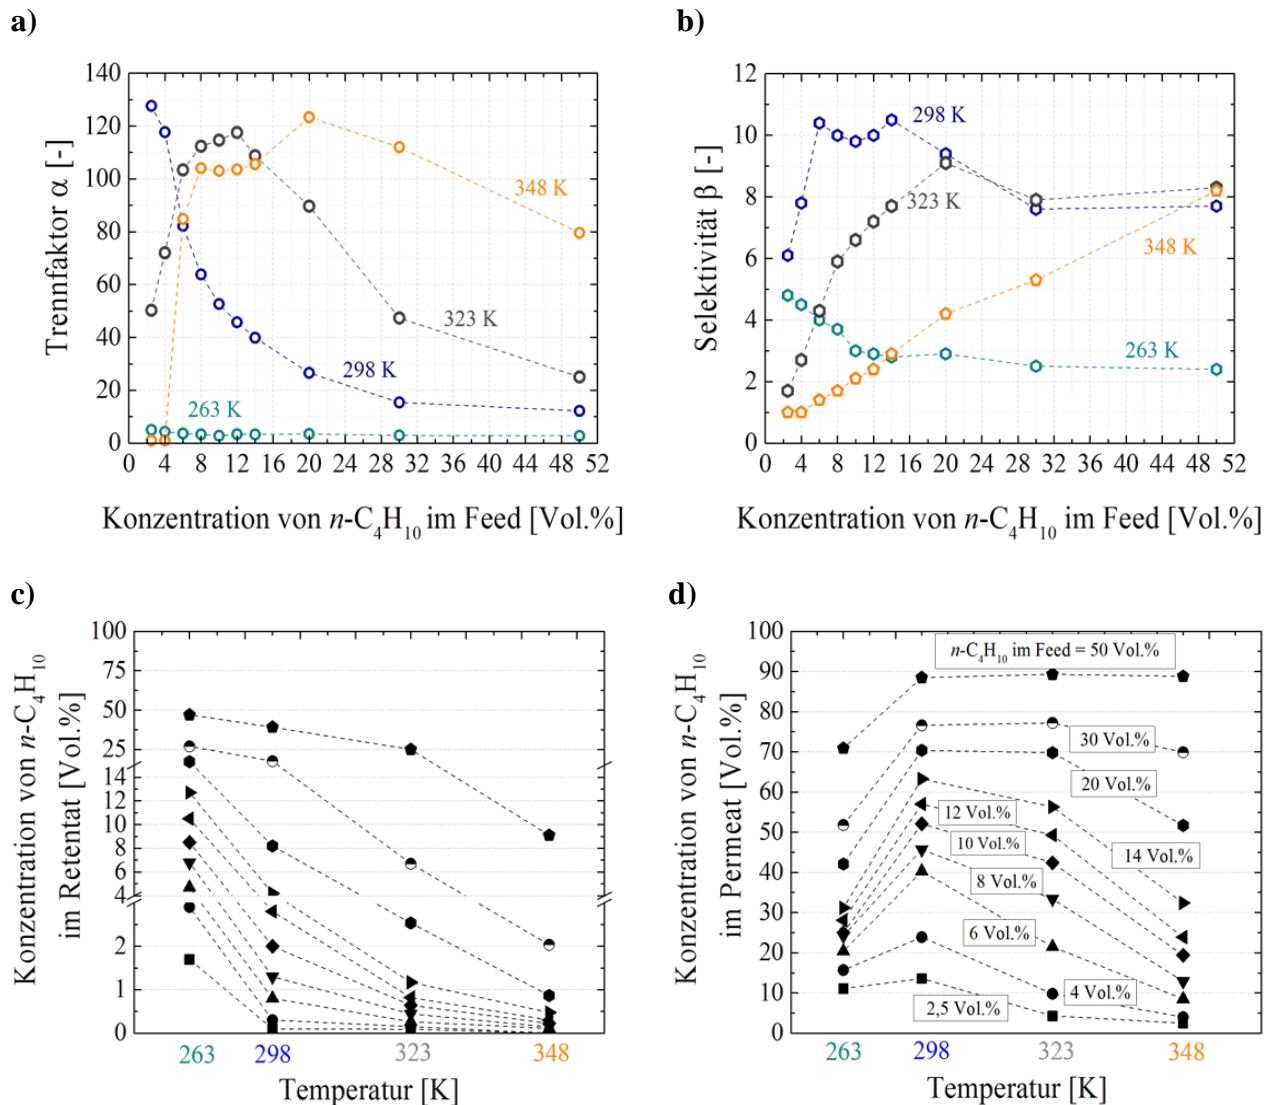 a)
140
120
100
80
60
40
20
0
Trennfaktor α [-]
348 K
323 K
298 K
263 K
0 4 8 12 16 20 24 28 32 36 40 44 48 52
Konzentration von n-C₄H₁₀ im Feed [Vol.%]
b)
12
10
8
6
4
2
0
Selektivität β [-]
298 K
323 K
348 K
263 K
0 4 8 12 16 20 24 28 32 36 40 44 48 52
Konzentration von n-C₄H₁₀ im Feed [Vol.%]
c)
100
75
50
25
14
12
10
8
6
4
2
1
0
Konzentration von n-C₄H₁₀
im Retentat [Vol.%]
263 298 323 348
Temperatur [K]
d)
100
90
80
70
60
50
40
30
20
10
0
Konzentration von n-C₄H₁₀
im Permeat [Vol.%]
n-C₄H₁₀ im Feed = 50 Vol.%
30 Vol.%
20 Vol.%
12 Vol.%
10 Vol.%
14 Vol.%
8 Vol.%
6 Vol.%
4 Vol.%
2,5 Vol.%
263 298 323 348
Temperatur [K]